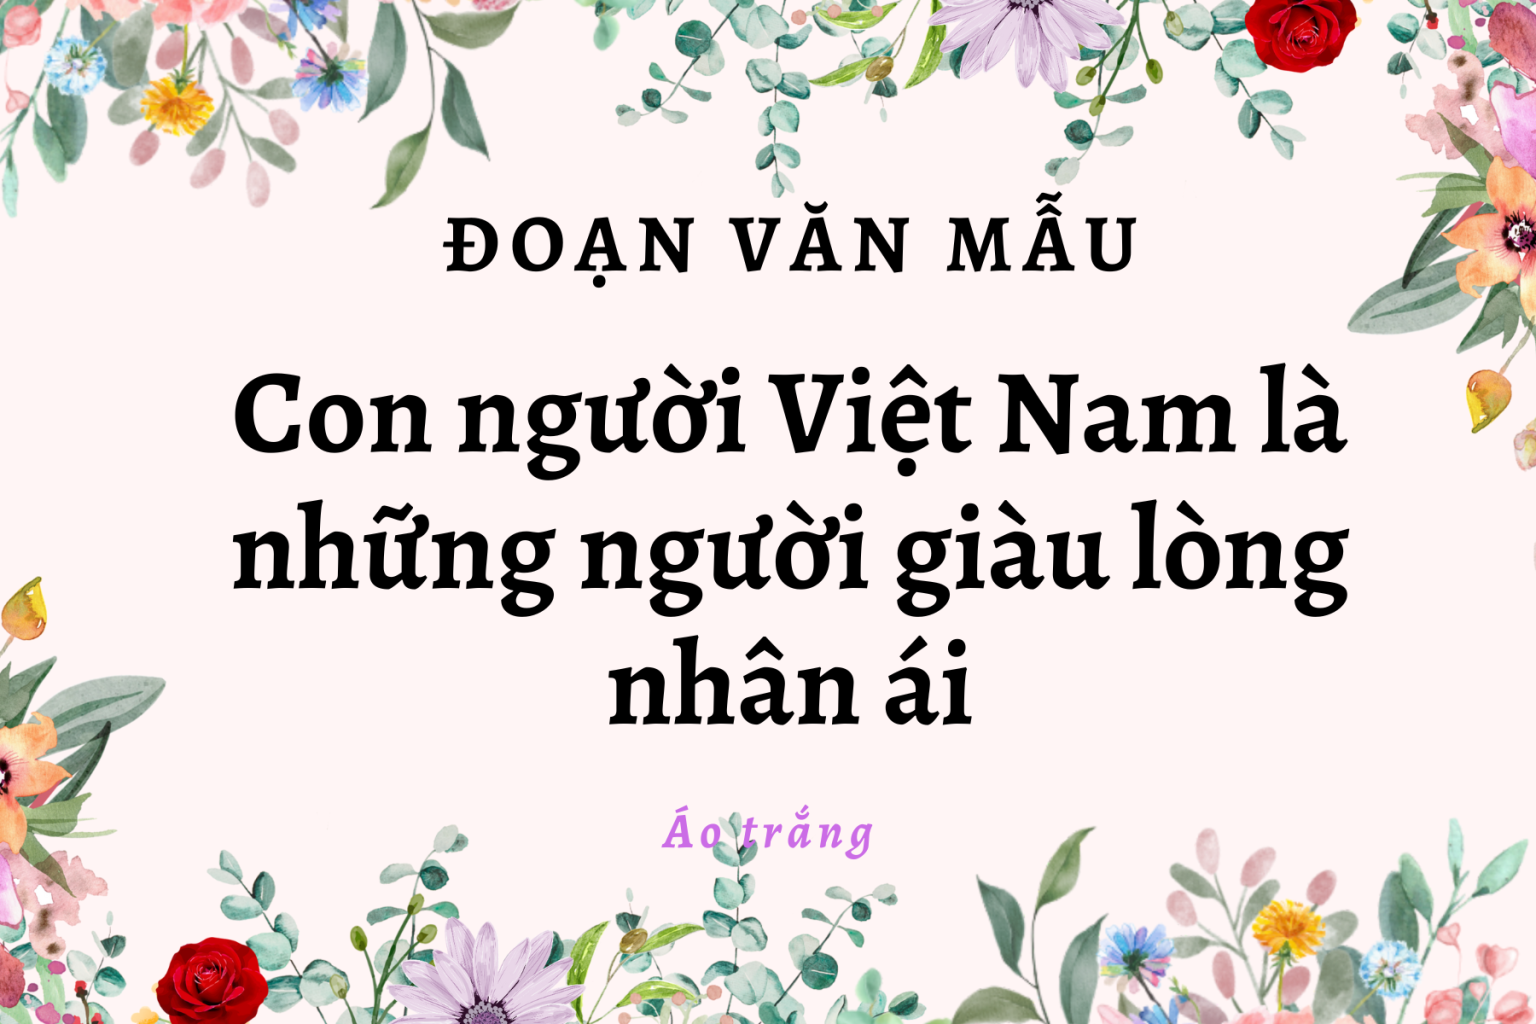 ĐOẠN VĂN MẪU
Con người Việt Nam là
những người giàu lòng
nhân ái
Áo trắng